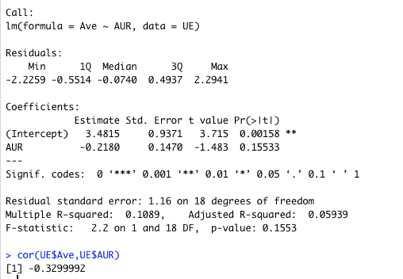 Call:
lm(formula = Ave ~ AUR, data = UE)
Residuals:
Min 1Q Median 3Q Max
-2.2259 -0.5514 -0.0740 0.4937 2.2941
Coefficients:
Estimate Std. Error t value Pr(>|t|)
(Intercept) 3.4815 0.9371 3.715 0.00158 **
AUR -0.2180 0.1470 -1.483 0.15533
---
Signif. codes: 0 ‘***’ 0.001 ‘**’ 0.01 ‘*’ 0.05 ‘.’ 0.1 ‘ ’ 1
Residual standard error: 1.16 on 18 degrees of freedom
Multiple R-squared: 0.1089, Adjusted R-squared: 0.05939
F-statistic: 2.2 on 1 and 18 DF, p-value: 0.1553
> cor(UE$Ave,UE$AUR)
[1] -0.3299992